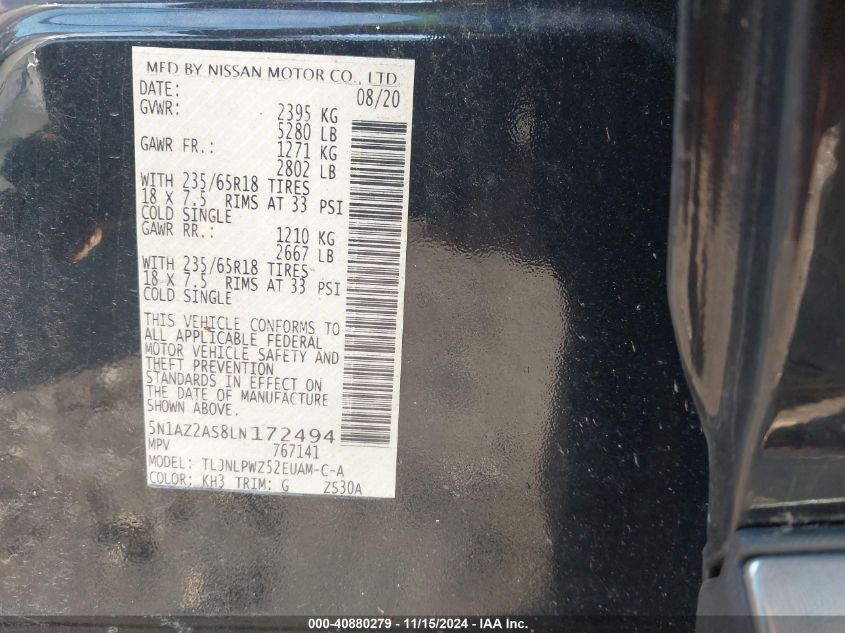 MFD BY NISSAN MOTOR CO., LTD.
DATE: 08/20
GVWR: 2395 KG
5280 LB
GAWR FR.: 1271 KG
2802 LB
WITH 235/65R18 TIRES
18 X 7.5 RIMS AT 33 PSI
COLD SINGLE
GAWR RR.: 1210 KG
2667 LB
WITH 235/65R18 TIRES
18 X 7.5 RIMS AT 33 PSI
COLD SINGLE
THIS VEHICLE CONFORMS TO
ALL APPLICABLE FEDERAL
MOTOR VEHICLE SAFETY AND
THEFT PREVENTION
STANDARDS IN EFFECT ON
THE DATE OF MANUFACTURE
SHOWN ABOVE.
5N1AZ2AS8LN172494
MPV 767141
MODEL: TLJNLPWZ52EUAM-C-A
COLOR: KH3 TRIM: G ZS30A
000-40880279 - 11/15/2024 - IAA Inc.